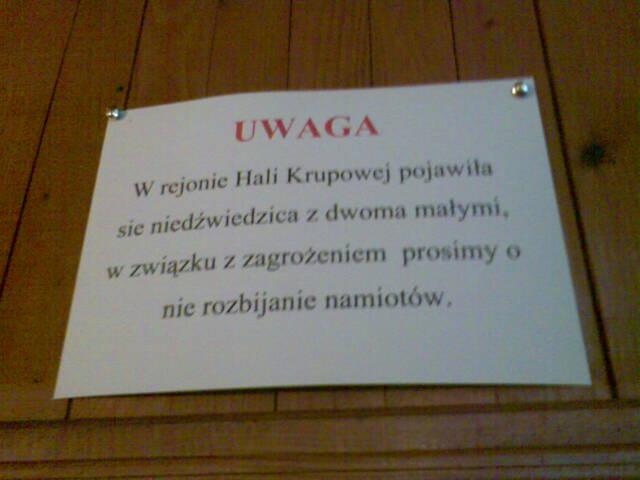 UWAGA
W rejonie Hali Krupowej pojawiła
sie niedźwiedzica z dwoma małymi,
w związku z zagrożeniem prosimy o
nie rozbijanie namiotów.